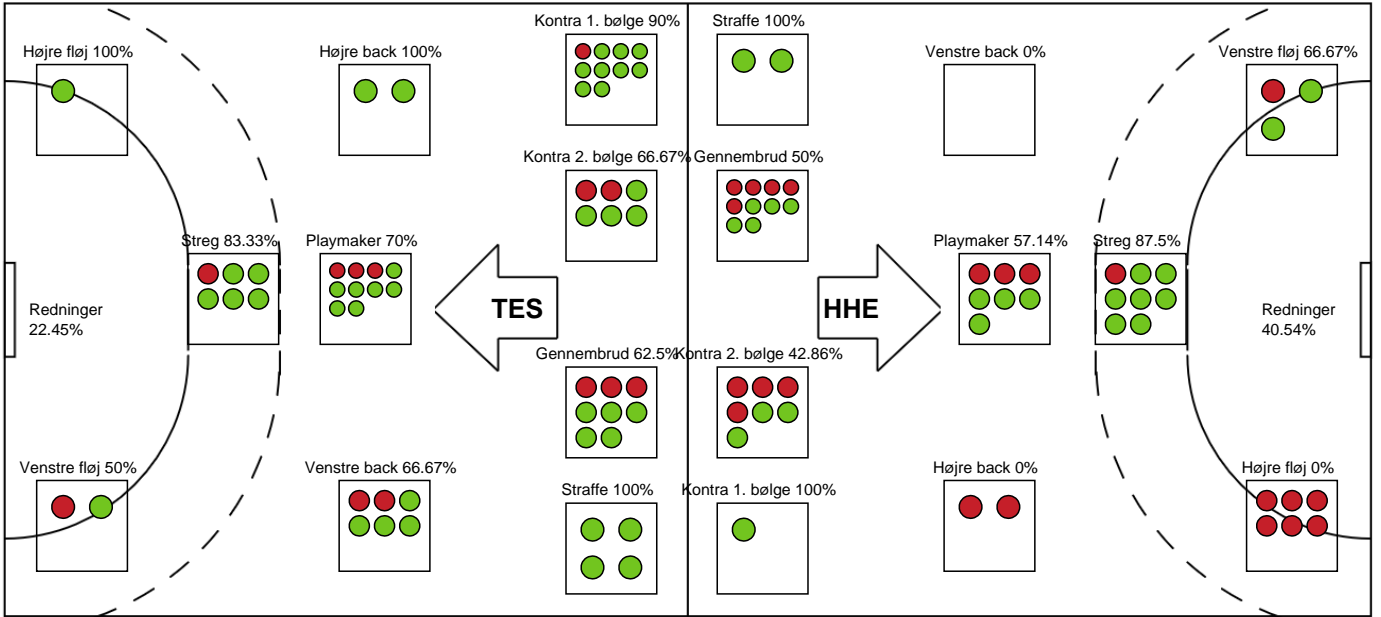 Kontra 1. bølge 90%
Straffe 100%
Højre fløj 100%
Højre back 100%
Venstre back 0%
Venstre fløj 66.67%
Kontra 2. bølge 66.67%
Gennembrud 50%
Streg 83.33%
Playmaker 70%
Playmaker 57.14%
Streg 87.5%
Redninger
22.45%
TES
HHE
Redninger
40.54%
Gennembrud 62.5%
Kontra 2. bølge 42.86%
Venstre fløj 50%
Venstre back 66.67%
Højre back 0%
Højre fløj 0%
Straffe 100%
Kontra 1. bølge 100%